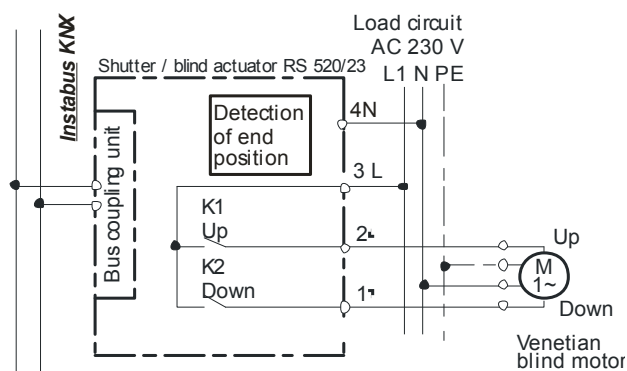 Instabus KNX
Load circuit
AC 230 V
Shutter / blind actuator RS 520/23
L1 N PE
Detection
of end
position
4N
Bus coupling unit
3 L
K1
Up
2
K2
Down
1
Up
M
1~
Down
Venetian
blind motor